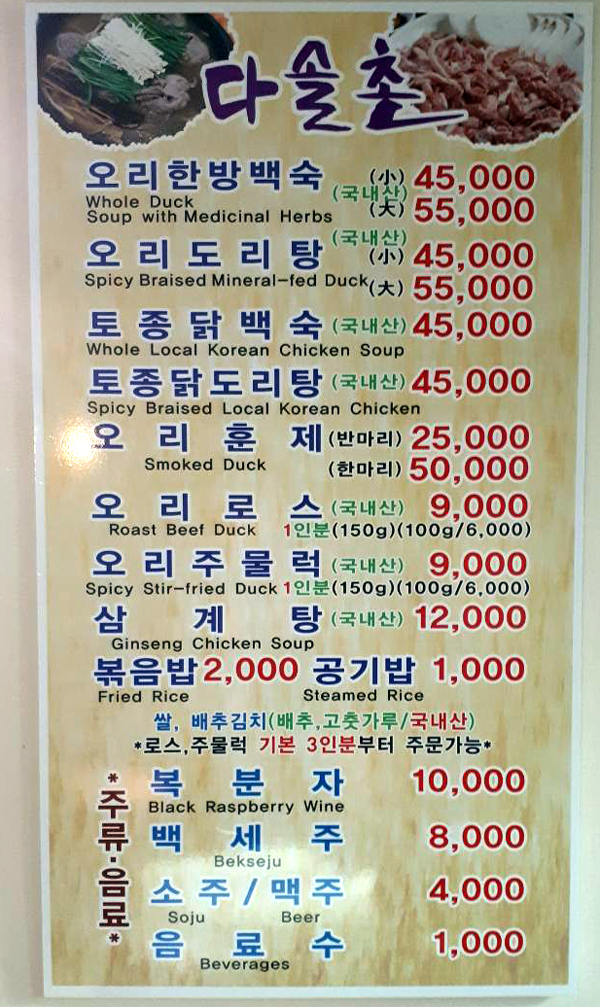 다솔촌
오리한방백숙 (국내산) (小) 45,000
Whole Duck
Soup with Medicinal Herbs (大) 55,000
오리도리탕 (국내산) (小) 45,000
Spicy Braised Mineral-fed Duck (大) 55,000
토종닭백숙 (국내산) 45,000
Whole Local Korean Chicken Soup
토종닭도리탕 (국내산) 45,000
Spicy Braised Local Korean Chicken
오리훈제 (반마리) 25,000
Smoked Duck (한마리) 50,000
오리로스 (국내산) 9,000
Roast Beef Duck 1인분(150g)(100g/6,000)
오리주물럭 (국내산) 9,000
Spicy Stir-fried Duck 1인분(150g)(100g/6,000)
삼계탕 (국내산) 12,000
Ginseng Chicken Soup
볶음밥 2,000 공기밥 1,000
Fried Rice Steamed Rice
쌀, 배추김치(배추,고춧가루/국내산)
*로스,주물럭 기본 3인분부터 주문가능*
*주류·음료*
복분자 10,000
Black Raspberry Wine
백세주 8,000
Bekseju
소주/맥주 4,000
Soju Beer
음료수 1,000
Beverages